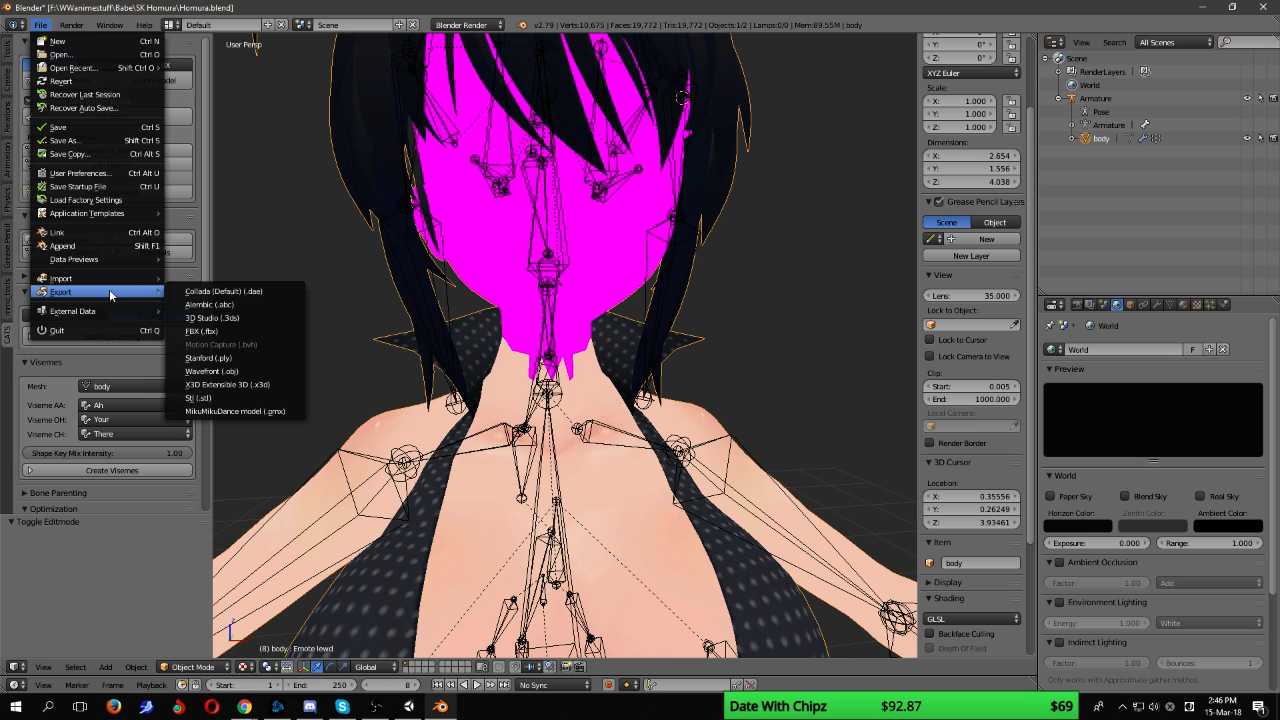 Blender* [F:\WWanimestuff\Babe\SK Homura\Homura.blend]
File Render Window Help Default Scene Blender Render v2.79 | Verts:10,675 | Faces:19,772 | Tris:19,772 | Objects:1/2 | Lamps:0/0 | Mem:89.55M | body
New Ctrl N
Open... Ctrl O
Open Recent... Shift Ctrl O
Revert
Recover Last Session
Recover Auto Save...
Save Ctrl S
Save As... Shift Ctrl S
Save Copy... Ctrl Alt S
User Preferences... Ctrl Alt U
Save Startup File Ctrl U
Load Factory Settings
Application Templates
Link Ctrl Alt O
Append Shift F1
Data Previews
Import
Export
External Data
Quit Ctrl Q
Collada (Default) (.dae)
Alembic (.abc)
3D Studio (.3ds)
FBX (.fbx)
Motion Capture (.bvh)
Stanford (.ply)
Wavefront (.obj)
X3D Extensible 3D (.x3d)
Stl (.stl)
MikuMikuDance model (.pmx)
Tools
Create
Relations
Animation
Physics
Grease Pencil
mmd_tools
CATS
Visemes
Mesh: body
Viseme AA: Ah
Viseme OH: Your
Viseme CH: There
Shape Key Mix Intensity: 1.00
Create Visemes
Bone Parenting
Optimization
Toggle Editmode
User Persp
(8) body : Emote lewd
Y: 0°
Z: 0°
XYZ Euler
Scale:
X: 1.000
Y: 1.000
Z: 1.000
Dimensions:
X: 2.654
Y: 1.556
Z: 4.038
Grease Pencil Layers
Scene Object
New
New Layer
View
Lens: 35.000
Lock to Object:
Lock to Cursor
Lock Camera to View
Clip:
Start: 0.005
End: 1000.000
Local Camera:
Render Border
3D Cursor
Location:
X: 0.35556
Y: 0.26249
Z: 3.93461
Item
body
Display
Shading
GLSL
Backface Culling
Depth Of Field
View Search All Scenes
Scene
RenderLayers
World
Armature
Pose
Armature
body
World
World F
Preview
World
Paper Sky Blend Sky Real Sky
Horizon Color: Zenith Color: Ambient Color:
Exposure: 0.000 Range: 1.000
Ambient Occlusion
Factor: 1.00 Add
Environment Lighting
Energy: 1.000 White
Indirect Lighting
Factor: 1.00 Bounces: 1
Only works with Approximate gather method
View Select Add Object Object Mode Global
View Marker Frame Playback Start: 1 End: 250 8 No Sync
Date With Chipz $92.87 $69
2:46 PM
15-Mar-18